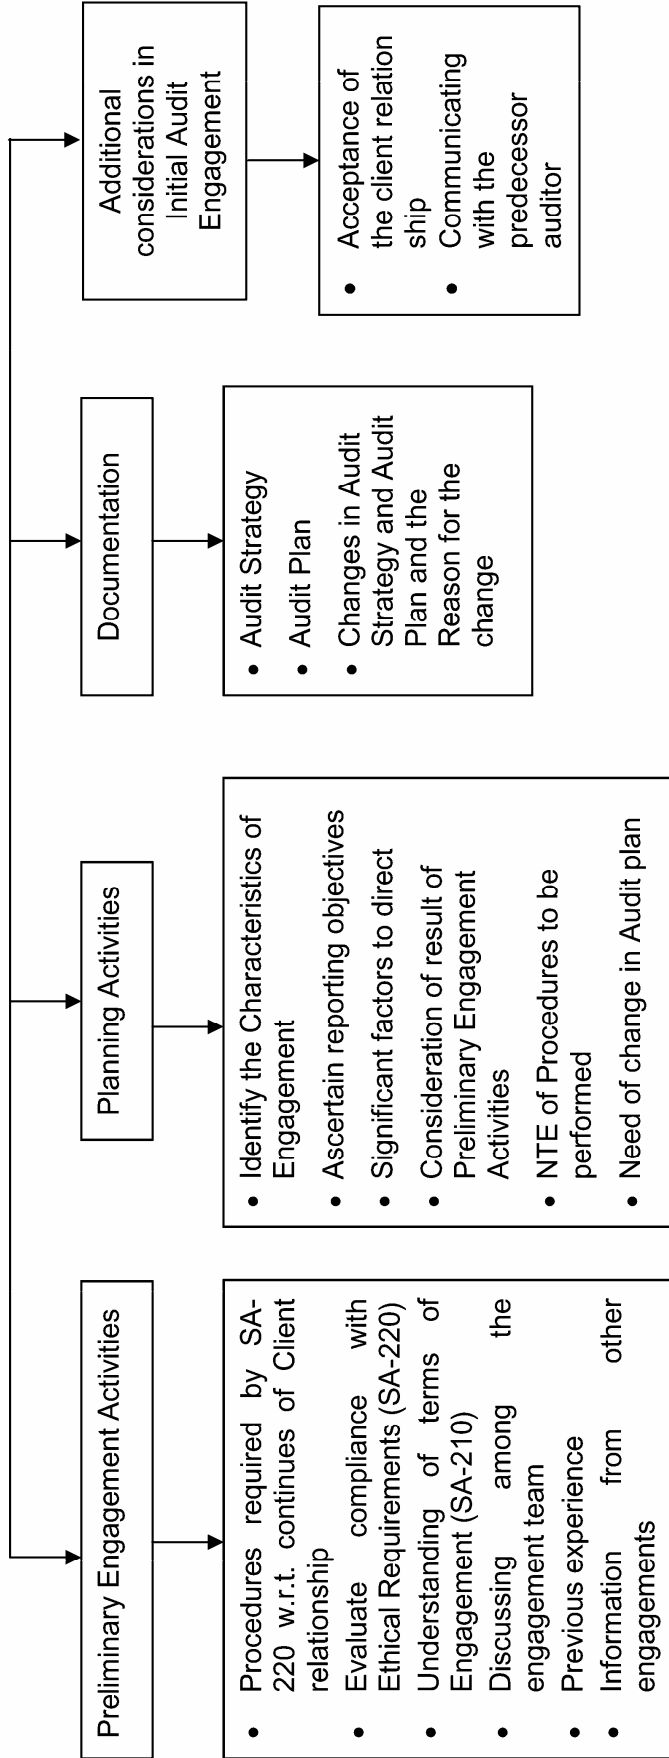 Preliminary Engagement Activities
• Procedures required by SA-
220 w.r.t. continues of Client
relationship
• Evaluate compliance with
Ethical Requirements (SA-220)
• Understanding of terms of
Engagement (SA-210)
• Discussing among the
engagement team
• Previous experience
• Information from other
engagements
Planning Activities
• Identify the Characteristics of
Engagement
• Ascertain reporting objectives
• Significant factors to direct
• Consideration of result of
Preliminary Engagement
Activities
• NTE of Procedures to be
performed
• Need of change in Audit plan
Documentation
• Audit Strategy
• Audit Plan
• Changes in Audit
Strategy and Audit
Plan and the
Reason for the
change
Additional
considerations in
Initial Audit
Engagement
• Acceptance of
the client relation
ship
• Communicating
with the
predecessor
auditor